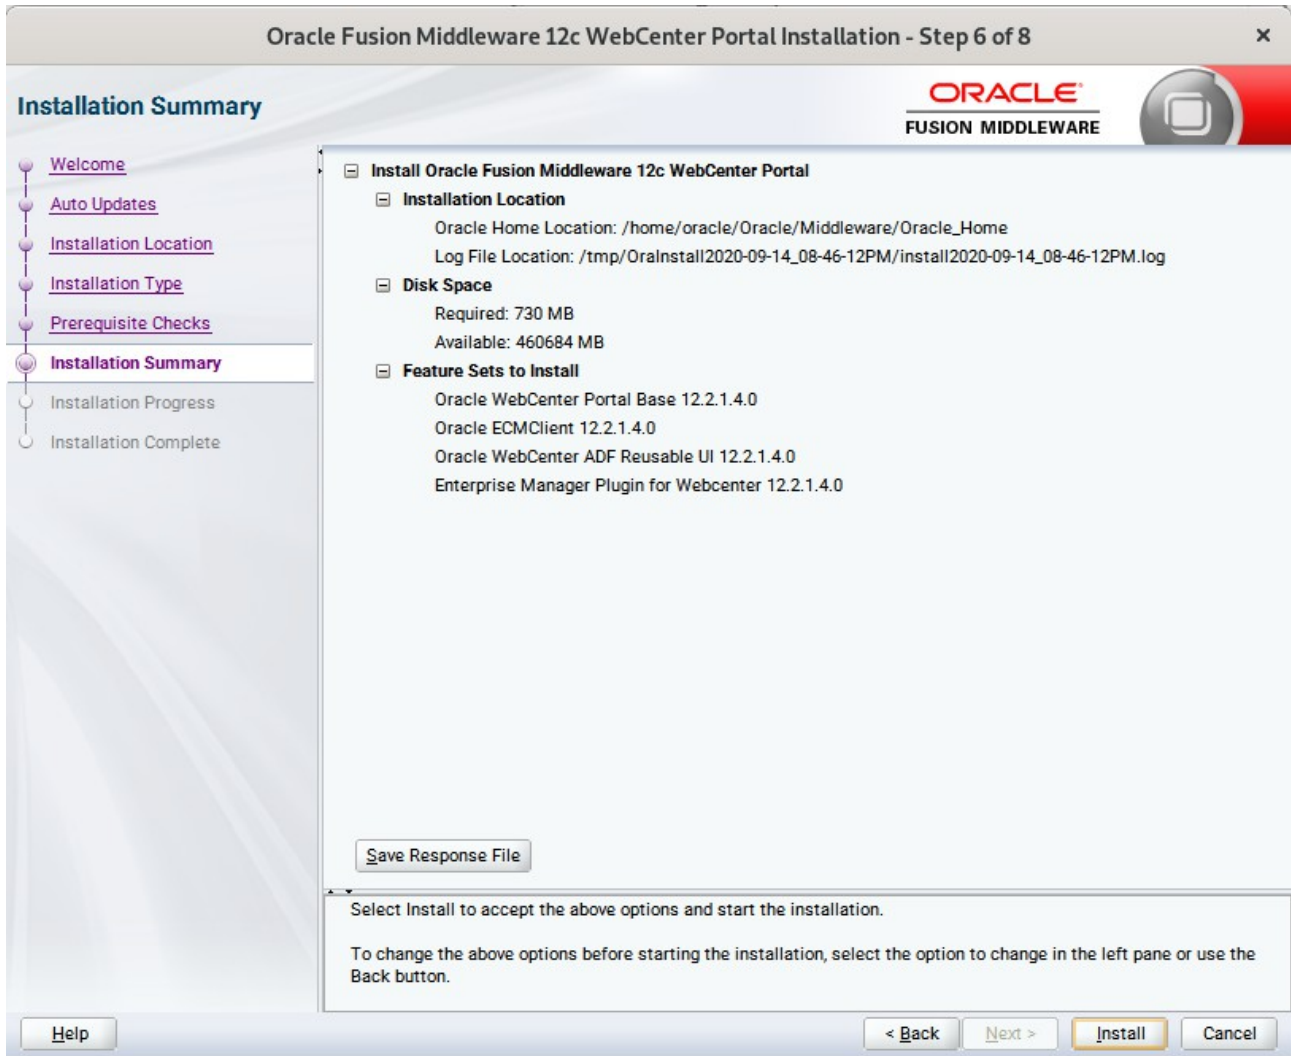 Oracle Fusion Middleware 12c WebCenter Portal Installation - Step 6 of 8
Installation Summary
ORACLE
FUSION MIDDLEWARE
Welcome
Auto Updates
Installation Location
Installation Type
Prerequisite Checks
Installation Summary
Installation Progress
Installation Complete
Install Oracle Fusion Middleware 12c WebCenter Portal
Installation Location
Oracle Home Location: /home/oracle/Oracle/Middleware/Oracle_Home
Log File Location: /tmp/OraInstall2020-09-14_08-46-12PM/install2020-09-14_08-46-12PM.log
Disk Space
Required: 730 MB
Available: 460684 MB
Feature Sets to Install
Oracle WebCenter Portal Base 12.2.1.4.0
Oracle ECMClient 12.2.1.4.0
Oracle WebCenter ADF Reusable UI 12.2.1.4.0
Enterprise Manager Plugin for Webcenter 12.2.1.4.0
Save Response File
Select Install to accept the above options and start the installation.
To change the above options before starting the installation, select the option to change in the left pane or use the
Back button.
Help
< Back
Next >
Install
Cancel